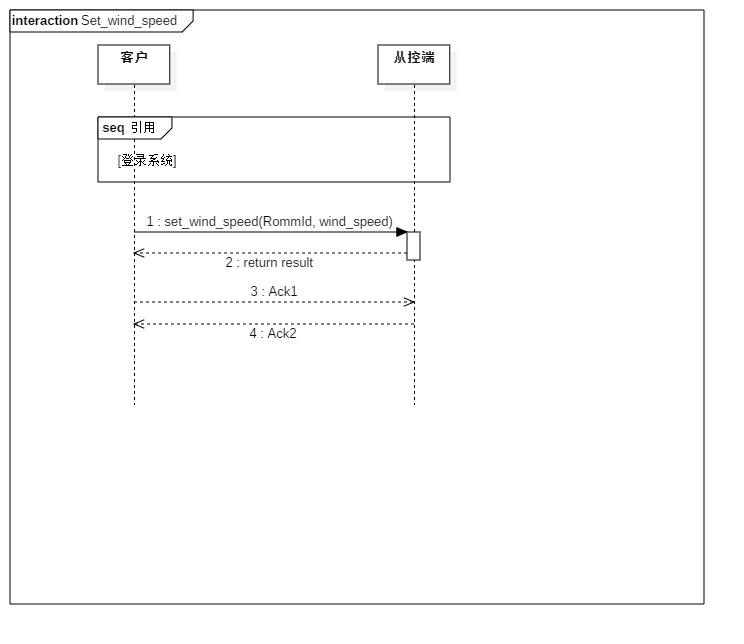 interaction Set_wind_speed
客户
从控端
seq 引用
[登录系统]
1 : set_wind_speed(RommId, wind_speed)
2 : return result
3 : Ack1
4 : Ack2